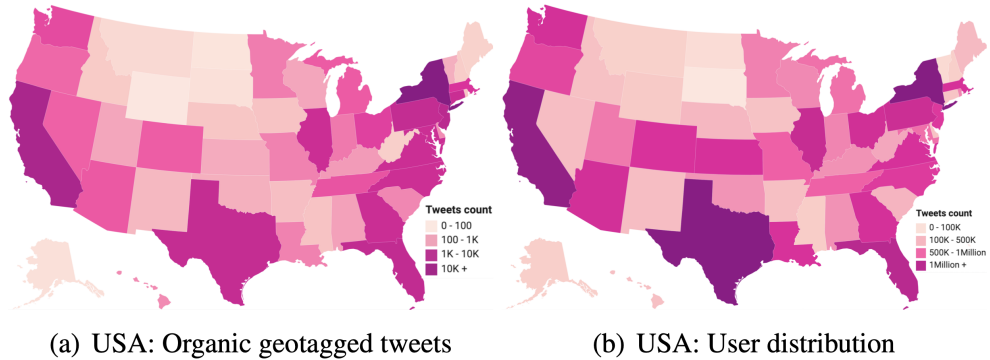 Tweets count
0 - 100
100 - 1K
1K - 10K
10K +
Tweets count
0 - 100K
100K - 500K
500K - 1Million
1Million +
(a) USA: Organic geotagged tweets
(b) USA: User distribution